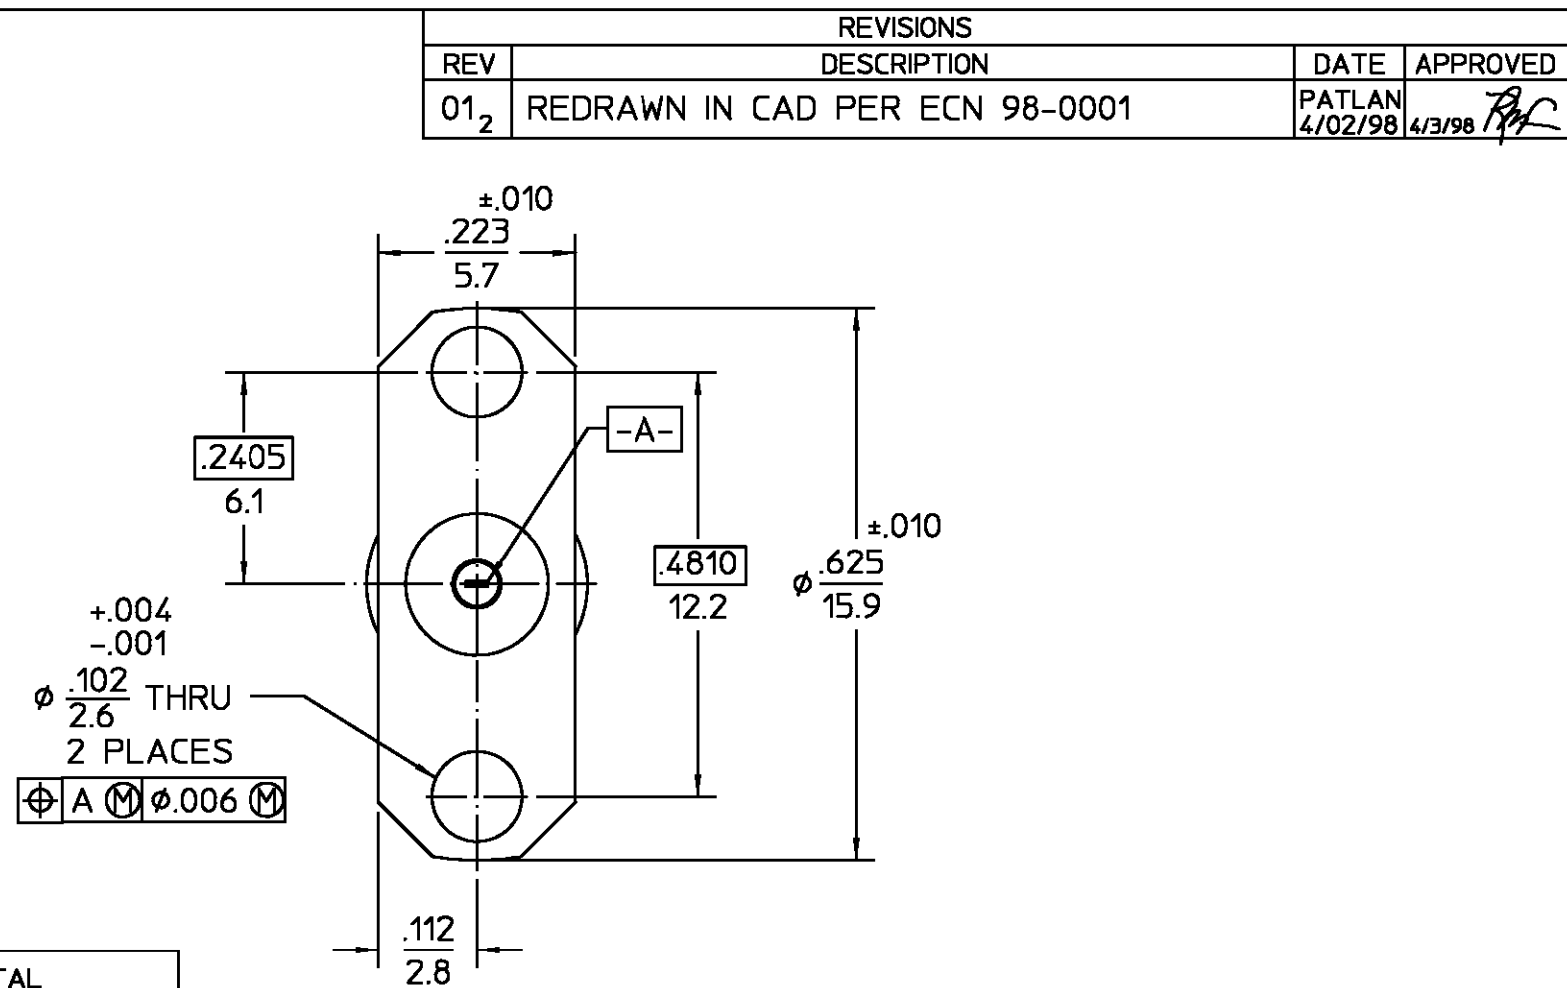 REVISIONS
REV DESCRIPTION DATE APPROVED
01₂ REDRAWN IN CAD PER ECN 98-0001 PATLAN 4/02/98 4/3/98
±.010
.223
5.7
-A-
.2405
6.1
±.010
.4810
12.2
⌀ .625
15.9
+.004
-.001
⌀ .102 THRU
2.6
2 PLACES
⌖ A Ⓜ ⌀.006 Ⓜ
.112
2.8
TAL